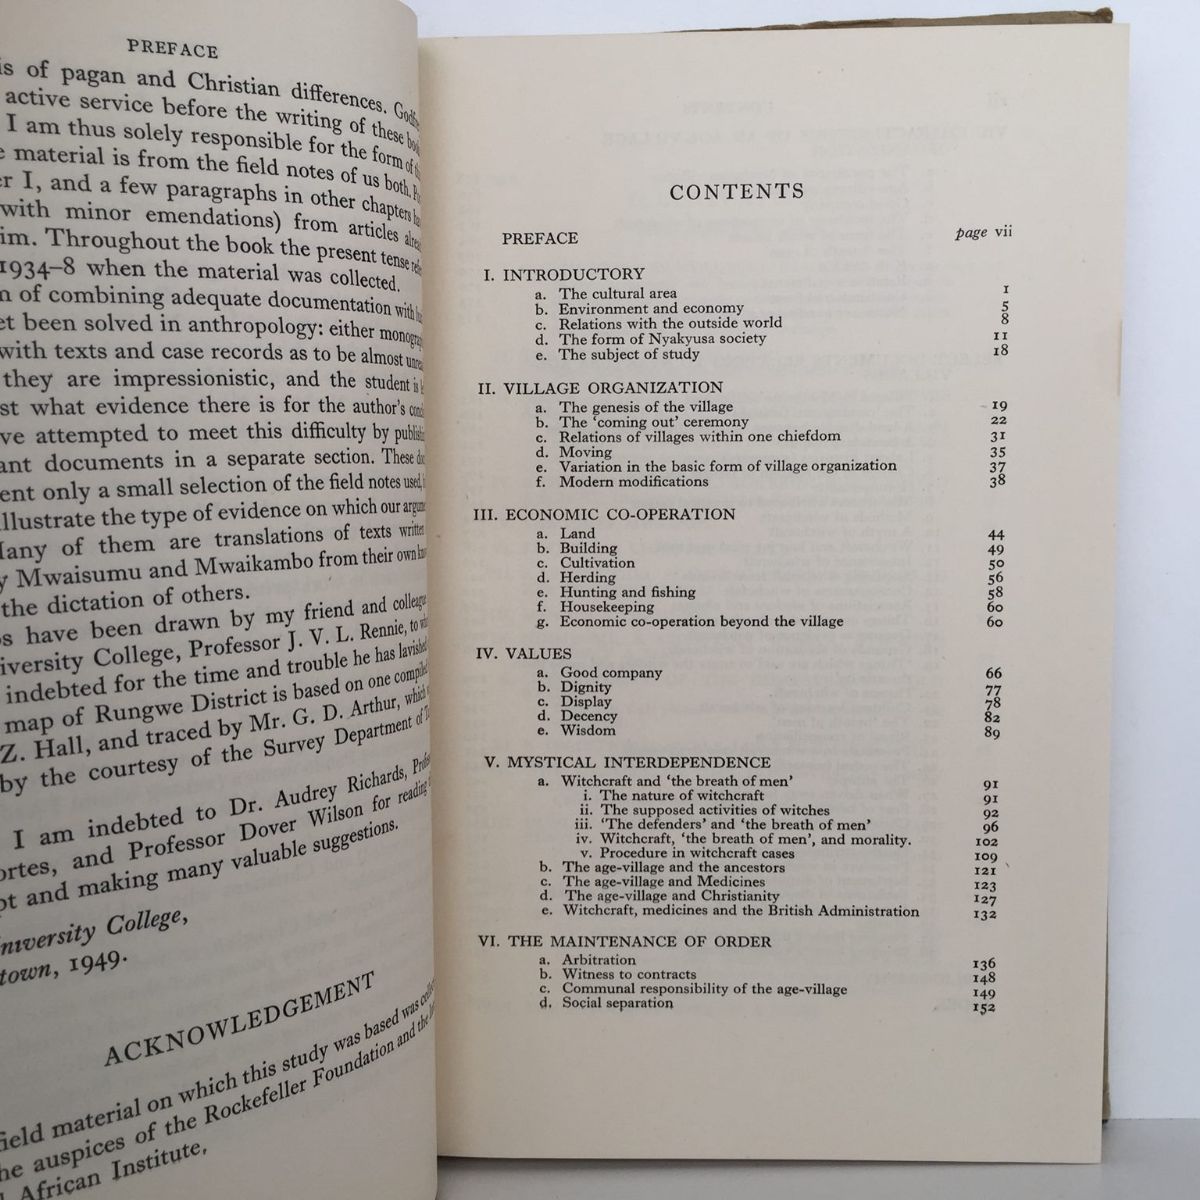 PREFACE
is of pagan and Christian differences.
active service before the writing of these
I am thus solely responsible for the form of
material is from the field notes of us both.
er I, and a few paragraphs in other chapters
with minor emendations) from articles
im. Throughout the book the present tense
1934–8 when the material was collected.
n of combining adequate documentation with
et been solved in anthropology: either
with texts and case records as to be almost
they are impressionistic, and the student is
st what evidence there is for the author's
ve attempted to meet this difficulty by
ant documents in a separate section. These
ent only a small selection of the field notes used,
illustrate the type of evidence on which our
Many of them are translations of texts written
y Mwaisumu and Mwaikambo from their own
the dictation of others.
s have been drawn by my friend and colleague
iversity College, Professor J. V. L. Rennie, to
indebted for the time and trouble he has lavished
map of Rungwe District is based on one compiled
Z. Hall, and traced by Mr. G. D. Arthur, which
by the courtesy of the Survey Department of
I am indebted to Dr. Audrey Richards,
ortes, and Professor Dover Wilson for reading
pt and making many valuable suggestions.
University College,
town, 1949.
ACKNOWLEDGEMENT
field material on which this study was based was
he auspices of the Rockefeller Foundation and the
African Institute.
CONTENTS
PREFACE page vii
I. INTRODUCTORY
a. The cultural area 1
b. Environment and economy 5
c. Relations with the outside world 8
d. The form of Nyakyusa society 11
e. The subject of study 18
II. VILLAGE ORGANIZATION
a. The genesis of the village 19
b. The 'coming out' ceremony 22
c. Relations of villages within one chiefdom 31
d. Moving 35
e. Variation in the basic form of village organization 37
f. Modern modifications 38
III. ECONOMIC CO-OPERATION
a. Land 44
b. Building 49
c. Cultivation 50
d. Herding 56
e. Hunting and fishing 58
f. Housekeeping 60
g. Economic co-operation beyond the village 60
IV. VALUES
a. Good company 66
b. Dignity 77
c. Display 78
d. Decency 82
e. Wisdom 89
V. MYSTICAL INTERDEPENDENCE
a. Witchcraft and 'the breath of men' 91
i. The nature of witchcraft 91
ii. The supposed activities of witches 92
iii. 'The defenders' and 'the breath of men' 96
iv. Witchcraft, 'the breath of men', and morality. 102
v. Procedure in witchcraft cases 109
b. The age-village and the ancestors 121
c. The age-village and Medicines 123
d. The age-village and Christianity 127
e. Witchcraft, medicines and the British Administration 132
VI. THE MAINTENANCE OF ORDER
a. Arbitration 136
b. Witness to contracts 148
c. Communal responsibility of the age-village 149
d. Social separation 152